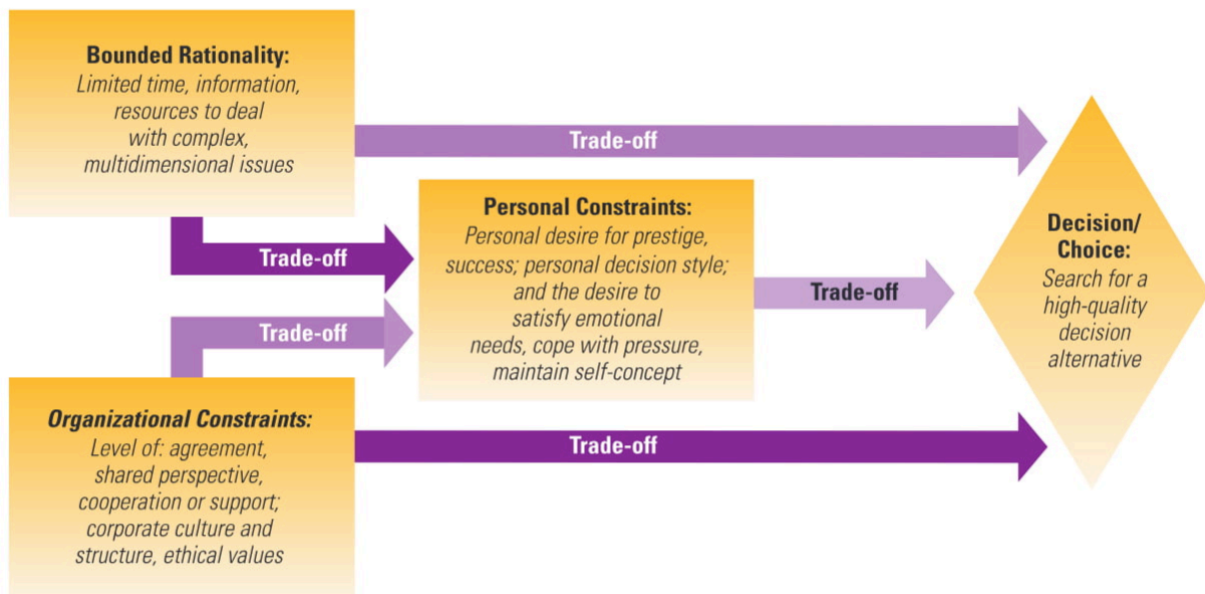 Bounded Rationality:
Limited time, information,
resources to deal
with complex,
multidimensional issues
Trade-off
Personal Constraints:
Personal desire for prestige,
success; personal decision style;
and the desire to
satisfy emotional
needs, cope with pressure,
maintain self-concept
Trade-off
Trade-off
Trade-off
Decision/
Choice:
Search for a
high-quality
decision
alternative
Organizational Constraints:
Level of: agreement,
shared perspective,
cooperation or support;
corporate culture and
structure, ethical values
Trade-off